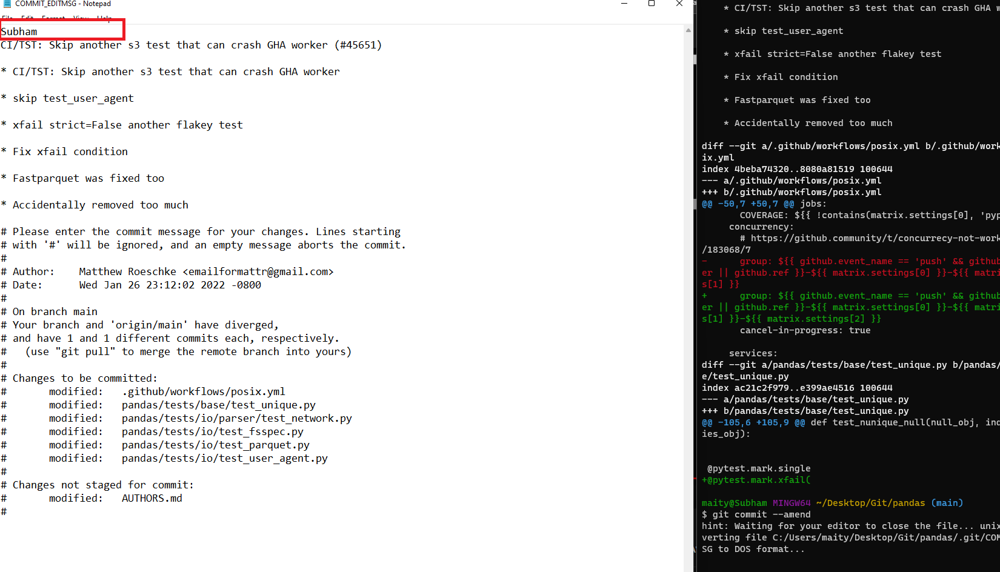 COMMIT_EDITMSG - Notepad
File Edit Format View Help
Subham
CI/TST: Skip another s3 test that can crash GHA worker (#45651)
* CI/TST: Skip another s3 test that can crash GHA worker
* skip test_user_agent
* xfail strict=False another flakey test
* Fix xfail condition
* Fastparquet was fixed too
* Accidentally removed too much
# Please enter the commit message for your changes. Lines starting
# with '#' will be ignored, and an empty message aborts the commit.
#
# Author:    Matthew Roeschke <emailformattr@gmail.com>
# Date:      Wed Jan 26 23:12:02 2022 -0800
#
# On branch main
# Your branch and 'origin/main' have diverged,
# and have 1 and 1 different commits each, respectively.
#   (use "git pull" to merge the remote branch into yours)
#
# Changes to be committed:
#       modified:   .github/workflows/posix.yml
#       modified:   pandas/tests/base/test_unique.py
#       modified:   pandas/tests/io/parser/test_network.py
#       modified:   pandas/tests/io/test_fsspec.py
#       modified:   pandas/tests/io/test_parquet.py
#       modified:   pandas/tests/io/test_user_agent.py
#
# Changes not staged for commit:
#       modified:   AUTHORS.md
#
* CI/TST: Skip another s3 test that can crash GHA
* skip test_user_agent
* xfail strict=False another flakey test
* Fix xfail condition
* Fastparquet was fixed too
* Accidentally removed too much
diff --git a/.github/workflows/posix.yml b/.github/work
ix.yml
index 4beba74320..8080a81519 100644
--- a/.github/workflows/posix.yml
+++ b/.github/workflows/posix.yml
@@ -50,7 +50,7 @@ jobs:
COVERAGE: ${{ !contains(matrix.settings[0], 'pyp
concurrency:
# https://github.community/t/concurrecy-not-work
/183068/7
-      group: ${{ github.event_name == 'push' && github
er || github.ref }}-${{ matrix.settings[0] }}-${{ matri
s[1] }}
+      group: ${{ github.event_name == 'push' && github
er || github.ref }}-${{ matrix.settings[0] }}-${{ matri
s[1] }}-${{ matrix.settings[2] }}
cancel-in-progress: true
services:
diff --git a/pandas/tests/base/test_unique.py b/pandas/
e/test_unique.py
index ac21c2f979..e399ae4516 100644
--- a/pandas/tests/base/test_unique.py
+++ b/pandas/tests/base/test_unique.py
@@ -105,6 +105,9 @@ def test_nunique_null(null_obj, ind
ies_obj):
@pytest.mark.single
+@pytest.mark.xfail(
maity@Subham MINGW64 ~/Desktop/Git/pandas (main)
$ git commit --amend
hint: Waiting for your editor to close the file... unix
verting file C:/Users/maity/Desktop/Git/pandas/.git/COM
SG to DOS format...